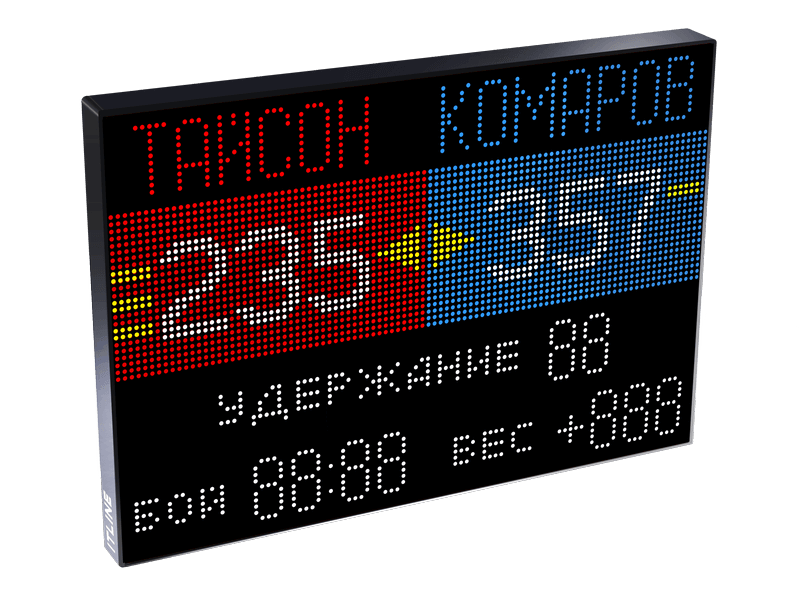 ТАЙСОН КОМАРОВ
235 357
УДЕРЖАНИЕ 88
БОЙ 88:88 ВЕС +888
ITLINE